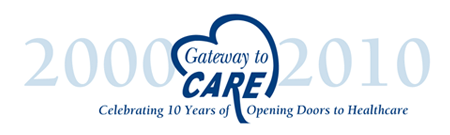 2000 Gateway to 2010
CARE
Celebrating 10 Years of Opening Doors to Healthcare